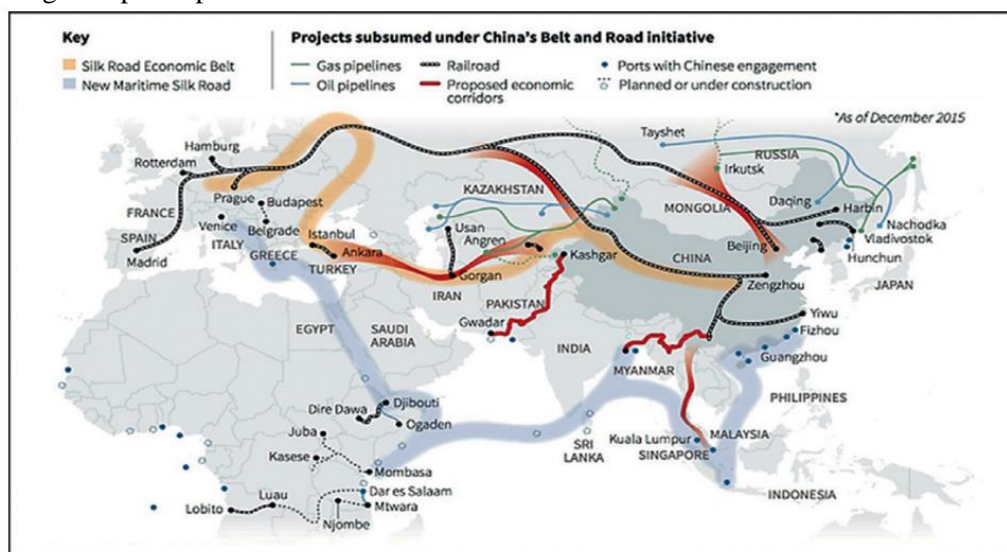 Key
Silk Road Economic Belt
New Maritime Silk Road
Projects subsumed under China's Belt and Road initiative
Gas pipelines
Oil pipelines
Railroad
Proposed economic
corridors
Ports with Chinese engagement
Planned or under construction
*As of December 2015
Hamburg
Rotterdam
Tayshet
RUSSIA
Irkutsk
Prague
Budapest
KAZAKHSTAN
MONGOLIA
Daqing
Harbin
FRANCE
Venice
Belgrade
Istanbul
Usan
Angren
Beijing
Nachodka
Vladivostok
SPAIN
ITALY
Ankara
Kashgar
CHINA
Hunchun
Madrid
GREECE
TURKEY
Gorgan
Zengzhou
JAPAN
IRAN
PAKISTAN
EGYPT
SAUDI
ARABIA
Gwadar
Yiwu
INDIA
Fizhou
MYANMAR
Guangzhou
Dire Dawa
Djibouti
PHILIPPINES
Ogaden
Juba
SRI
LANKA
Kuala Lumpur
MALAYSIA
SINGAPORE
Kasese
Mombasa
Luau
Dar es Salaam
INDONESIA
Lobito
Mtwara
Njombe